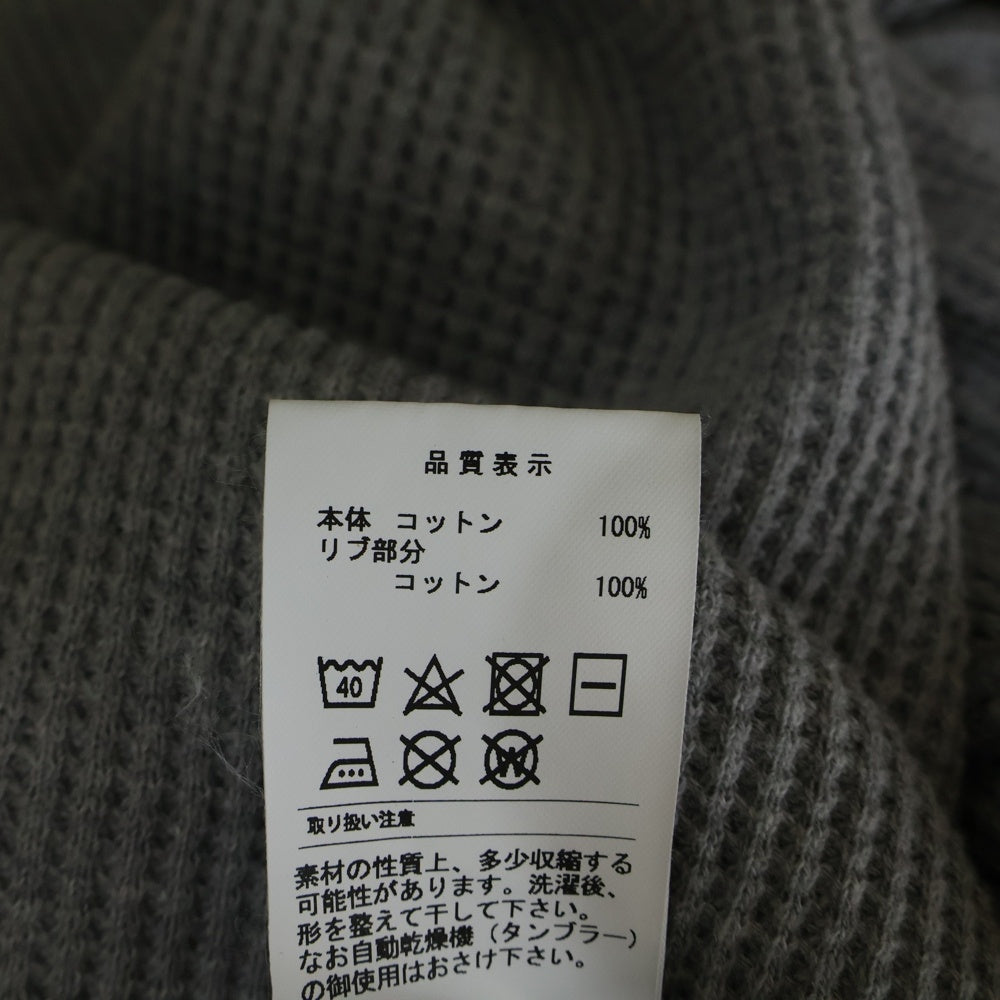 品質表示
本体 コットン 100%
リブ部分
コットン 100%
40
W
取り扱い注意
素材の性質上、多少収縮する
可能性があります。洗濯後、
形を整えて干して下さい。
なお自動乾燥機（タンブラー）
の御使用はおさけ下さい。